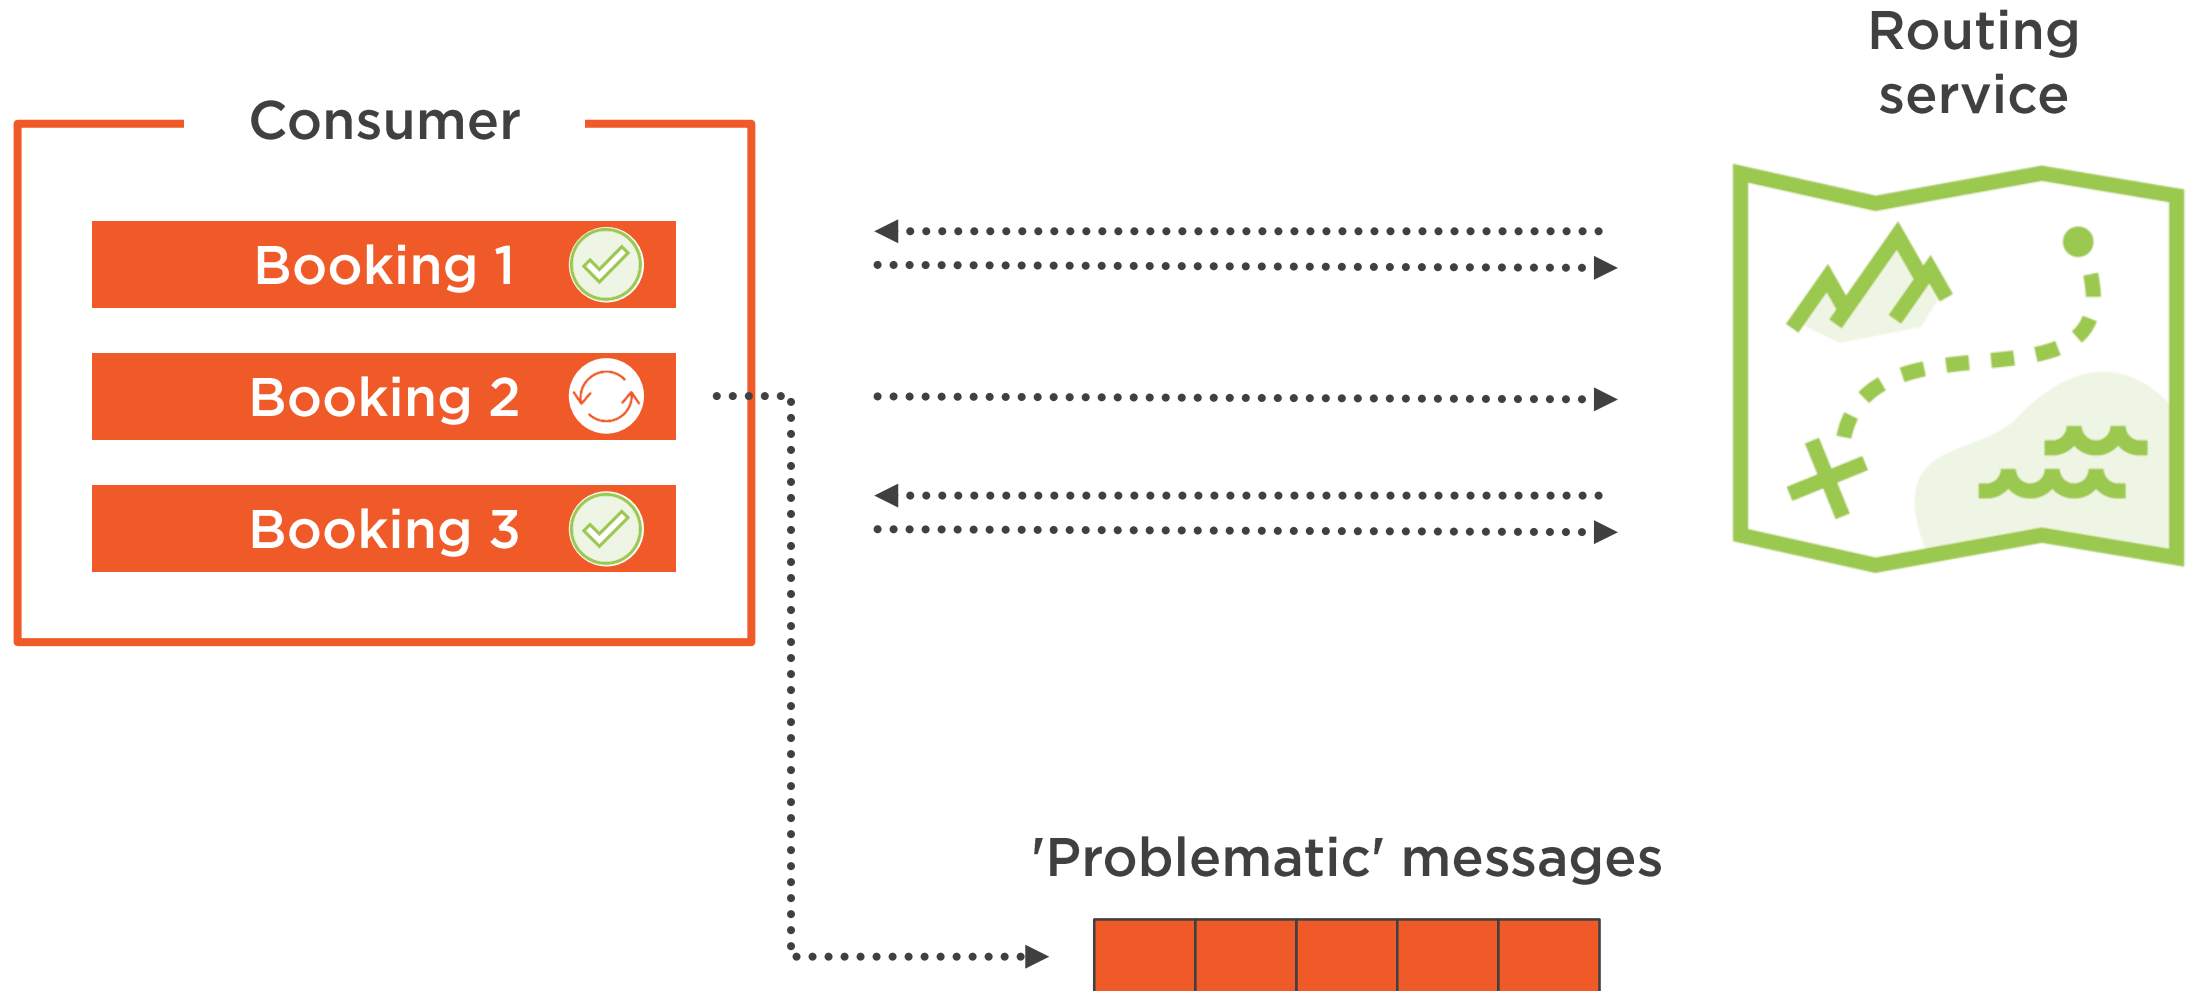 Routing
service
Consumer
Booking 1
Booking 2
Booking 3
'Problematic' messages